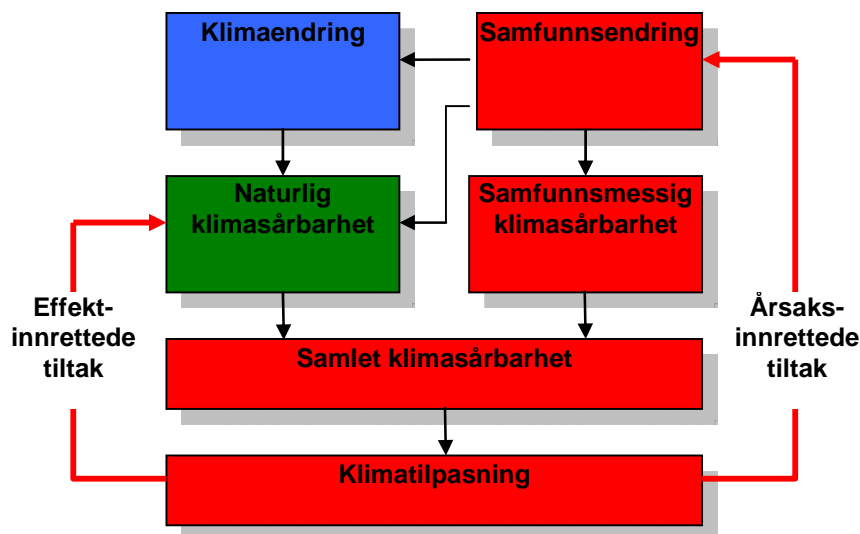 Klimaendring
Samfunnsendring
Naturlig
klimasårbarhet
Samfunnsmessig
klimasårbarhet
Effekt-
innrettede
tiltak
Årsaks-
innrettede
tiltak
Samlet klimasårbarhet
Klimatilpasning